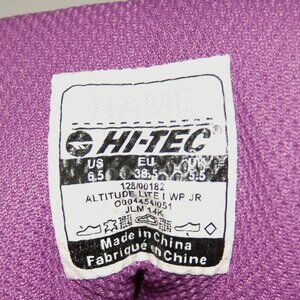 NAME
HI-TEC®
US EU UK
6.5 38.5 5.5
128/00182
ALTITUDE LITE I WP JR
O004454/051
JLM 14K
Made in China
Fabriqué en Chine